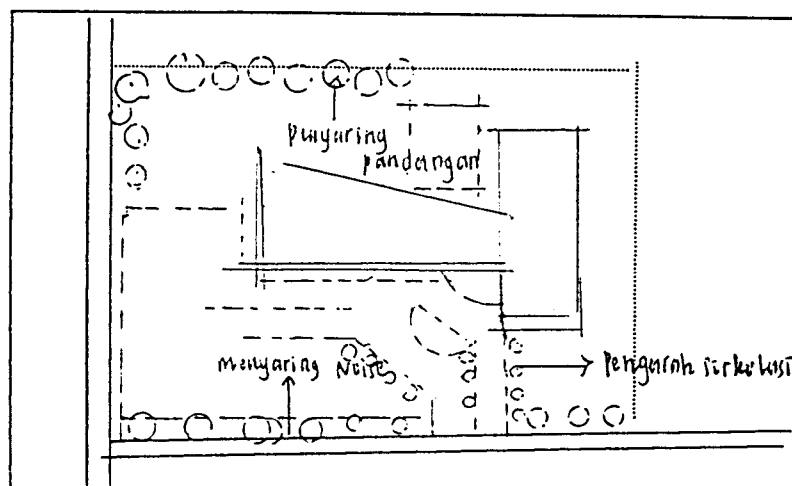 penyaring
pandangan
menyaring Noise
pengarah sirkulasi